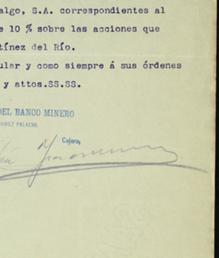 algo, S.A. correspondientes al
e 10 % sobre las acciones que
tínez del Río.
ular y como siempre á sus órdenes
y attos.SS.SS.
DEL BANCO MINERO
Cajero,